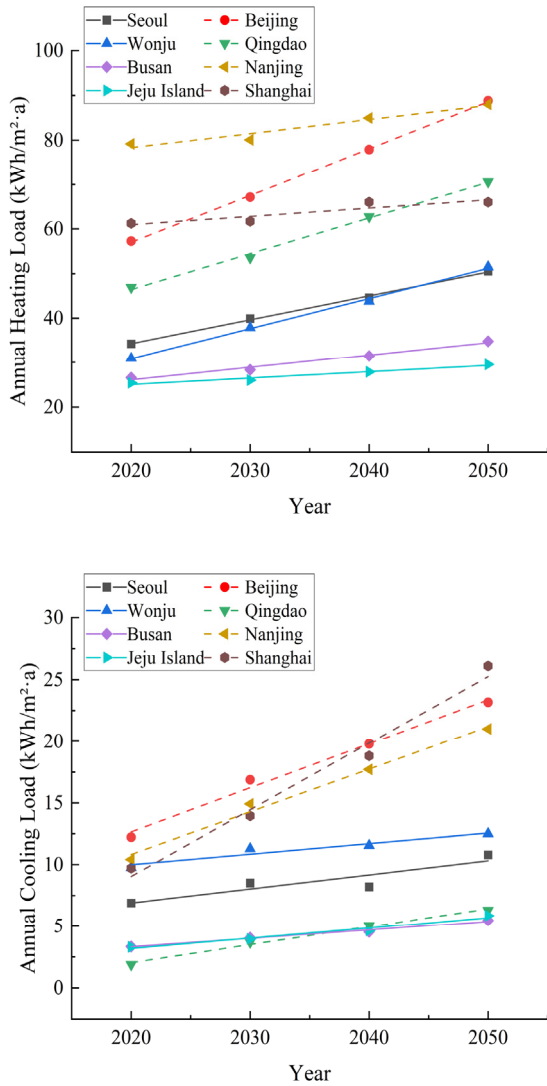 Seoul Beijing
Wonju Qingdao
Busan Nanjing
Jeju Island Shanghai
100
80
60
40
20
Annual Heating Load (kWh/m²·a)
2020 2030 2040 2050
Year
Seoul Beijing
Wonju Qingdao
Busan Nanjing
Jeju Island Shanghai
30
25
20
15
10
5
0
Annual Cooling Load (kWh/m²·a)
2020 2030 2040 2050
Year